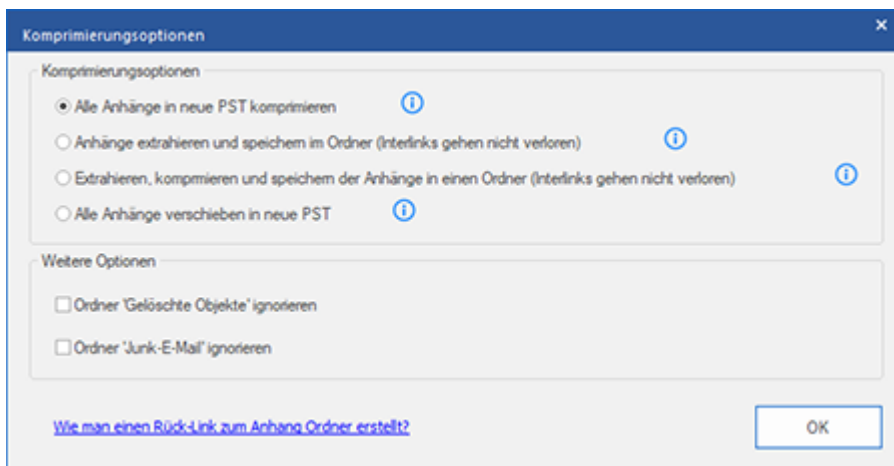 Komprimierungsoptionen
Komprimierungsoptionen
Alle Anhänge in neue PST komprimieren
Anhänge extrahieren und speichern im Ordner (Interlinks gehen nicht verloren)
Extrahieren, komprmieren und speichern der Anhänge in einen Ordner (Interlinks gehen nicht verloren)
Alle Anhänge verschieben in neue PST
Weitere Optionen
Ordner 'Gelöschte Objekte' ignorieren
Ordner 'Junk-E-Mail' ignorieren
Wie man einen Rück-Link zum Anhang Ordner erstellt?
OK